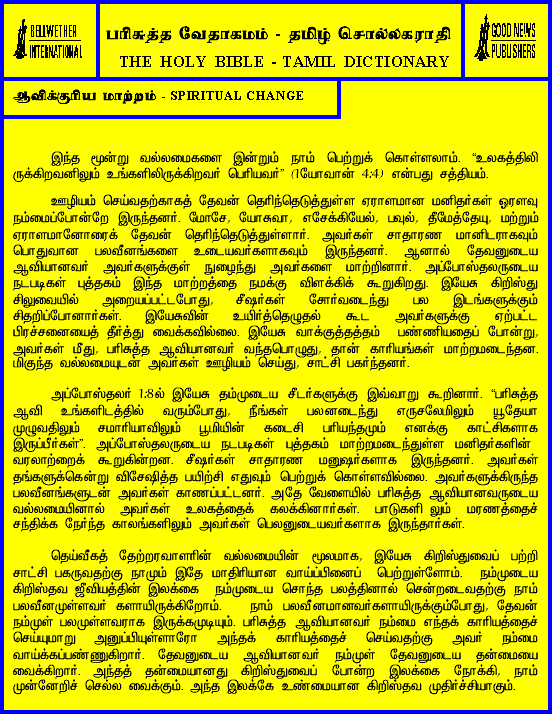 BELLWETHER
INTERNATIONAL
பரிசுத்த வேதாகமம் - தமிழ் சொல்லகராதி
THE HOLY BIBLE - TAMIL DICTIONARY
GOOD NEWS
PUBLISHERS
ஆவிக்குரிய மாற்றம் - SPIRITUAL CHANGE
இந்த மூன்று வல்லமைகளை இன்றும் நாம் பெற்றுக் கொள்ளலாம். “உலகத்திலி
ருக்கிறவனிலும் உங்களிலிருக்கிறவர் பெரியவர்” (1யோவான் 4:4) என்பது சத்தியம்.
ஊழியம் செய்வதற்காகத் தேவன் தெரிந்தெடுத்துள்ள ஏராளமான மனிதர்கள் ஓரளவு
நம்மைப்போன்றே இருந்தனர். மோசே, யோசுவா, எசேக்கியேல், பவுல், தீமேத்தேயு, மற்றும்
ஏராளமானோரைக் தேவன் தெரிந்தெடுத்துள்ளார். அவர்கள் சாதாரண மானிடராகவும்
பொதுவான பலவீனங்களை உடையவர்களாகவும் இருந்தனர். ஆனால் தேவனுடைய
ஆவியானவர் அவர்களுக்குள் நுழைந்து அவர்களை மாற்றினார். அப்போஸ்தலருடைய
நடபடிகள் புத்தகம் இந்த மாற்றத்தை நமக்கு விளக்கிக் கூறுகிறது. இயேசு கிறிஸ்து
சிலுவையில் அறையப்பட்டபோது, சீஷர்கள் சோர்வடைந்து பல இடங்களுக்கும்
சிதறிப்போனார்கள். இயேசுவின் உயிர்த்தெழுதல் கூட அவர்களுக்கு ஏற்பட்ட
பிரச்சனையைத் தீர்த்து வைக்கவில்லை. இயேசு வாக்குத்தத்தம் பண்ணியதைப் போன்று,
அவர்கள் மீது, பரிசுத்த ஆவியானவர் வந்தபொழுது, தான் காரியங்கள் மாற்றமடைந்தன.
மிகுந்த வல்லமையுடன் அவர்கள் ஊழியம் செய்து, சாட்சி பகர்ந்தனர்.
அப்போஸ்தலர் 1:8ல் இயேசு தம்முடைய சீடர்களுக்கு இவ்வாறு கூறினார். “பரிசுத்த
ஆவி உங்களிடத்தில் வரும்போது, நீங்கள் பலனடைந்து எருசலேமிலும் யூதேயா
முழுவதிலும் சமாரியாவிலும் பூமியின் கடைசி பரியந்தமும் எனக்கு காட்சிகளாக
இருப்பீர்கள்”. அப்போஸ்தலருடைய நடபடிகள் புத்தகம் மாற்றமடைந்துள்ள மனிதர்களின்
வரலாற்றைக் கூறுகின்றன. சீஷர்கள் சாதாரண மனுஷர்களாக இருந்தனர். அவர்கள்
தங்களுக்கென்று விசேஷித்த பயிற்சி எதுவும் பெற்றுக் கொள்ளவில்லை. அவர்களுக்கிருந்த
பலவீனங்களுடன் அவர்கள் காணப்பட்டனர். அதே வேளையில் பரிசுத்த ஆவியானவருடைய
வல்லமையினால் அவர்கள் உலகத்தைக் கலக்கினார்கள். பாடுகளி லும் மரணத்தைச்
சந்திக்க நேர்ந்த காலங்களிலும் அவர்கள் பெலனுடையவர்களாக இருந்தார்கள்.
தெய்வீகத் தேற்றரவாளரின் வல்லமையின் மூலமாக, இயேசு கிறிஸ்துவைப் பற்றி
சாட்சி பகருவதற்கு நாமும் இதே மாதிரியான வாய்ப்பினைப் பெற்றுள்ளோம். நம்முடைய
கிறிஸ்தவ ஜீவியத்தின் இலக்கை நம்முடைய சொந்த பலத்தினால் சென்றடைவதற்கு நாம்
பலவீனமுள்ளவர் களாயிருக்கிறோம். நாம் பலவீனமானவர்களாயிருக்கும்போது, தேவன்
நம்முள் பலமுள்ளவராக இருக்கமுடியும். பரிசுத்த ஆவியானவர் நம்மை எந்தக் காரியத்தைச்
செய்யுமாறு அனுப்பியுள்ளாரோ அந்தக் காரியத்தைச் செய்வதற்கு அவர் நம்மை
வாய்க்கப்பண்ணுகிறார். தேவனுடைய ஆவியானவர் நம்முள் தேவனுடைய தன்மையை
வைக்கிறார். அந்தத் தன்மையானது கிறிஸ்துவைப் போன்ற இலக்கை நோக்கி, நாம்
முன்னேறிச் செல்ல வைக்கும். அந்த இலக்கே உண்மையான கிறிஸ்தவ முதிர்ச்சியாகும்.